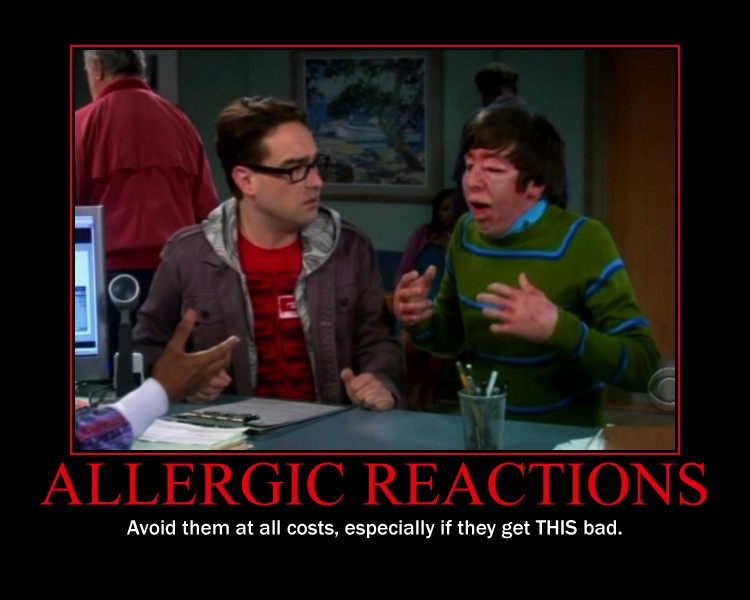 ALLERGIC REACTIONS
Avoid them at all costs, especially if they get THIS bad.